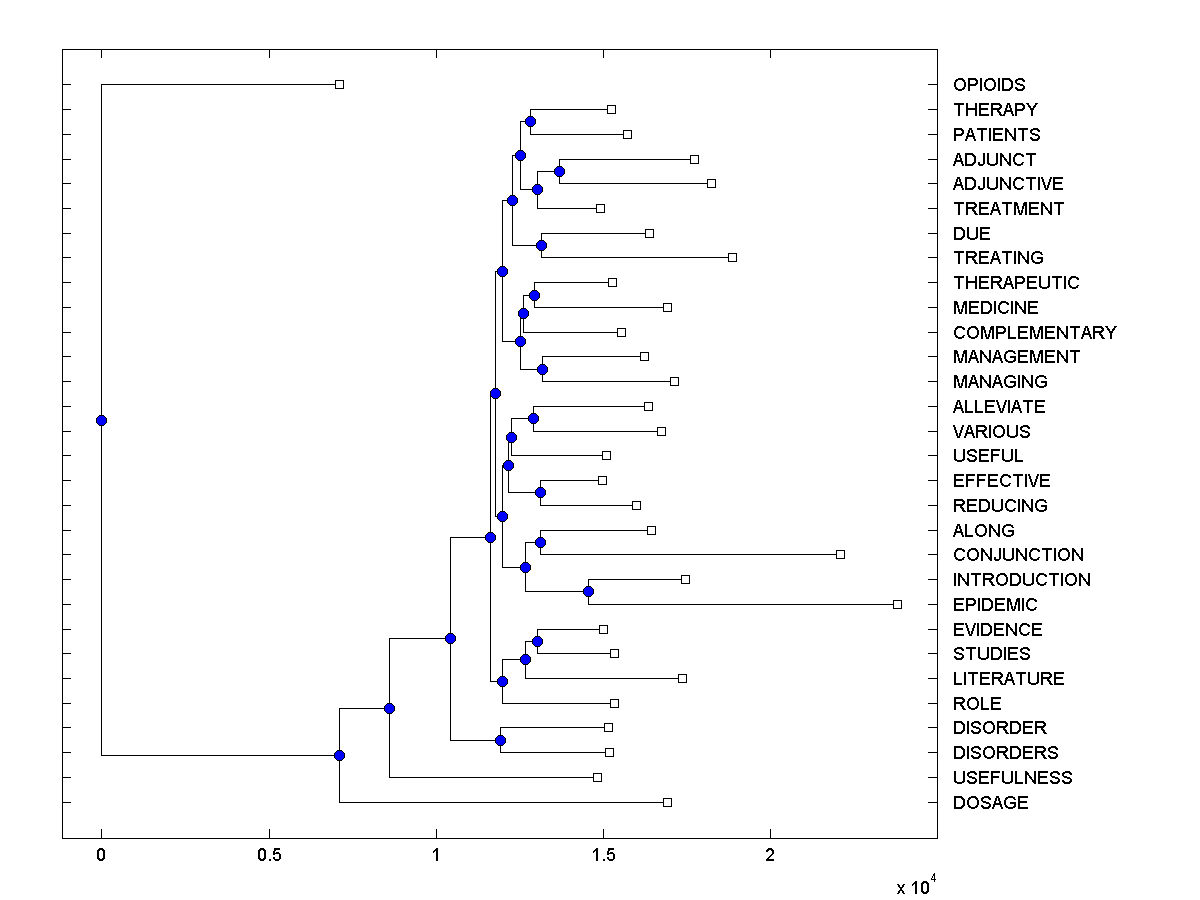 OPIOIDS
THERAPY
PATIENTS
ADJUNCT
ADJUNCTIVE
TREATMENT
DUE
TREATING
THERAPEUTIC
MEDICINE
COMPLEMENTARY
MANAGEMENT
MANAGING
ALLEVIATE
VARIOUS
USEFUL
EFFECTIVE
REDUCING
ALONG
CONJUNCTION
INTRODUCTION
EPIDEMIC
EVIDENCE
STUDIES
LITERATURE
ROLE
DISORDER
DISORDERS
USEFULNESS
DOSAGE
0 0.5 1 1.5 2
x 10^4